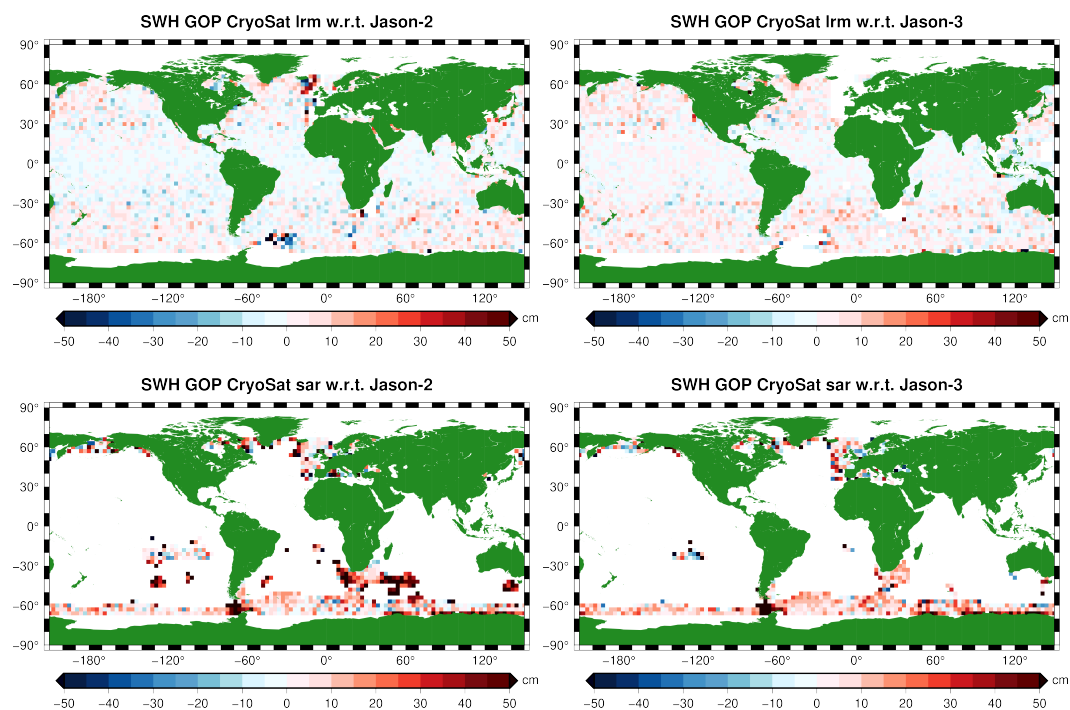 SWH GOP CryoSat lrm w.r.t. Jason-2
90°
60°
30°
0°
−30°
−60°
−90°
−180° −120° −60° 0° 60° 120°
cm
−50 −40 −30 −20 −10 0 10 20 30 40 50
SWH GOP CryoSat lrm w.r.t. Jason-3
90°
60°
30°
0°
−30°
−60°
−90°
−180° −120° −60° 0° 60° 120°
cm
−50 −40 −30 −20 −10 0 10 20 30 40 50
SWH GOP CryoSat sar w.r.t. Jason-2
90°
60°
30°
0°
−30°
−60°
−90°
−180° −120° −60° 0° 60° 120°
cm
−50 −40 −30 −20 −10 0 10 20 30 40 50
SWH GOP CryoSat sar w.r.t. Jason-3
90°
60°
30°
0°
−30°
−60°
−90°
−180° −120° −60° 0° 60° 120°
cm
−50 −40 −30 −20 −10 0 10 20 30 40 50